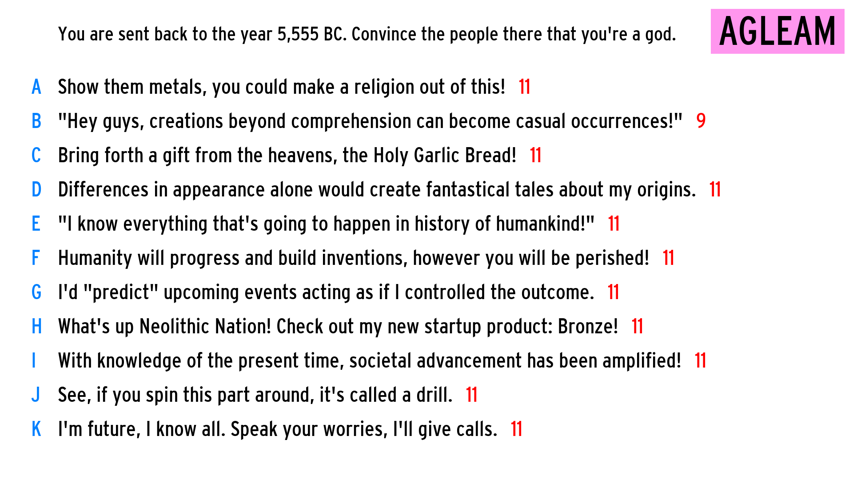 You are sent back to the year 5,555 BC. Convince the people there that you're a god.
AGLEAM
A Show them metals, you could make a religion out of this! 11
B "Hey guys, creations beyond comprehension can become casual occurrences!" 9
C Bring forth a gift from the heavens, the Holy Garlic Bread! 11
D Differences in appearance alone would create fantastical tales about my origins. 11
E "I know everything that's going to happen in history of humankind!" 11
F Humanity will progress and build inventions, however you will be perished! 11
G I'd "predict" upcoming events acting as if I controlled the outcome. 11
H What's up Neolithic Nation! Check out my new startup product: Bronze! 11
I With knowledge of the present time, societal advancement has been amplified! 11
J See, if you spin this part around, it's called a drill. 11
K I'm future, I know all. Speak your worries, I'll give calls. 11